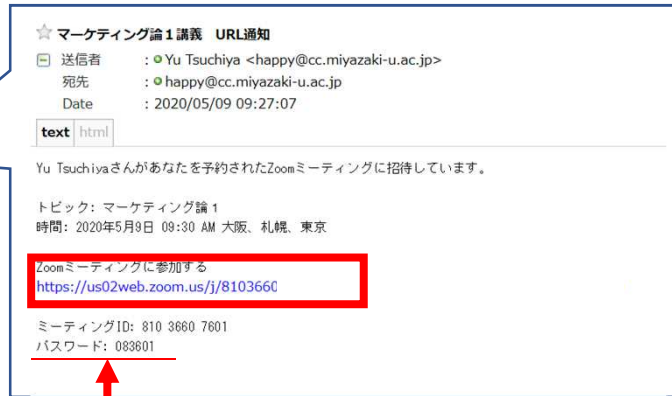 ☆ マーケティング論1講義 URL通知
送信者 : Yu Tsuchiya <happy@cc.miyazaki-u.ac.jp>
宛先 : happy@cc.miyazaki-u.ac.jp
Date : 2020/05/09 09:27:07
text html
Yu Tsuchiyaさんがあなたを予約されたZoomミーティングに招待しています。
トピック: マーケティング論1
時間: 2020年5月9日 09:30 AM 大阪、札幌、東京
Zoomミーティングに参加する
https://us02web.zoom.us/j/8103660
ミーティングID: 810 3660 7601
パスワード: 083601